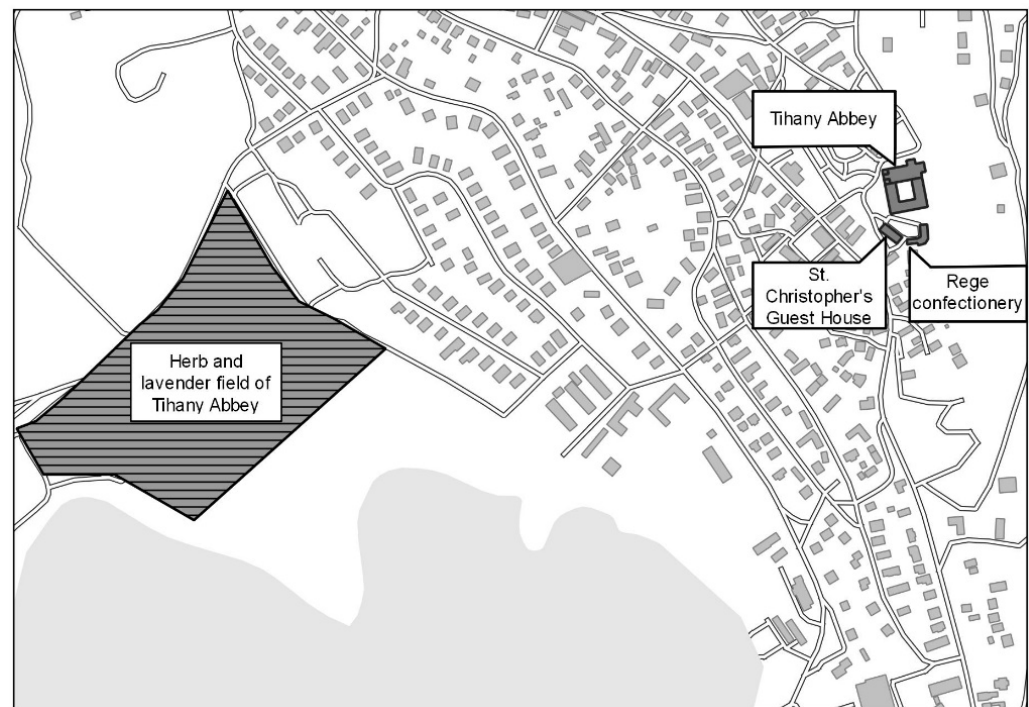 Tihany Abbey
St.
Christopher's
Guest House
Rege
confectionery
Herb and
lavender field of
Tihany Abbey